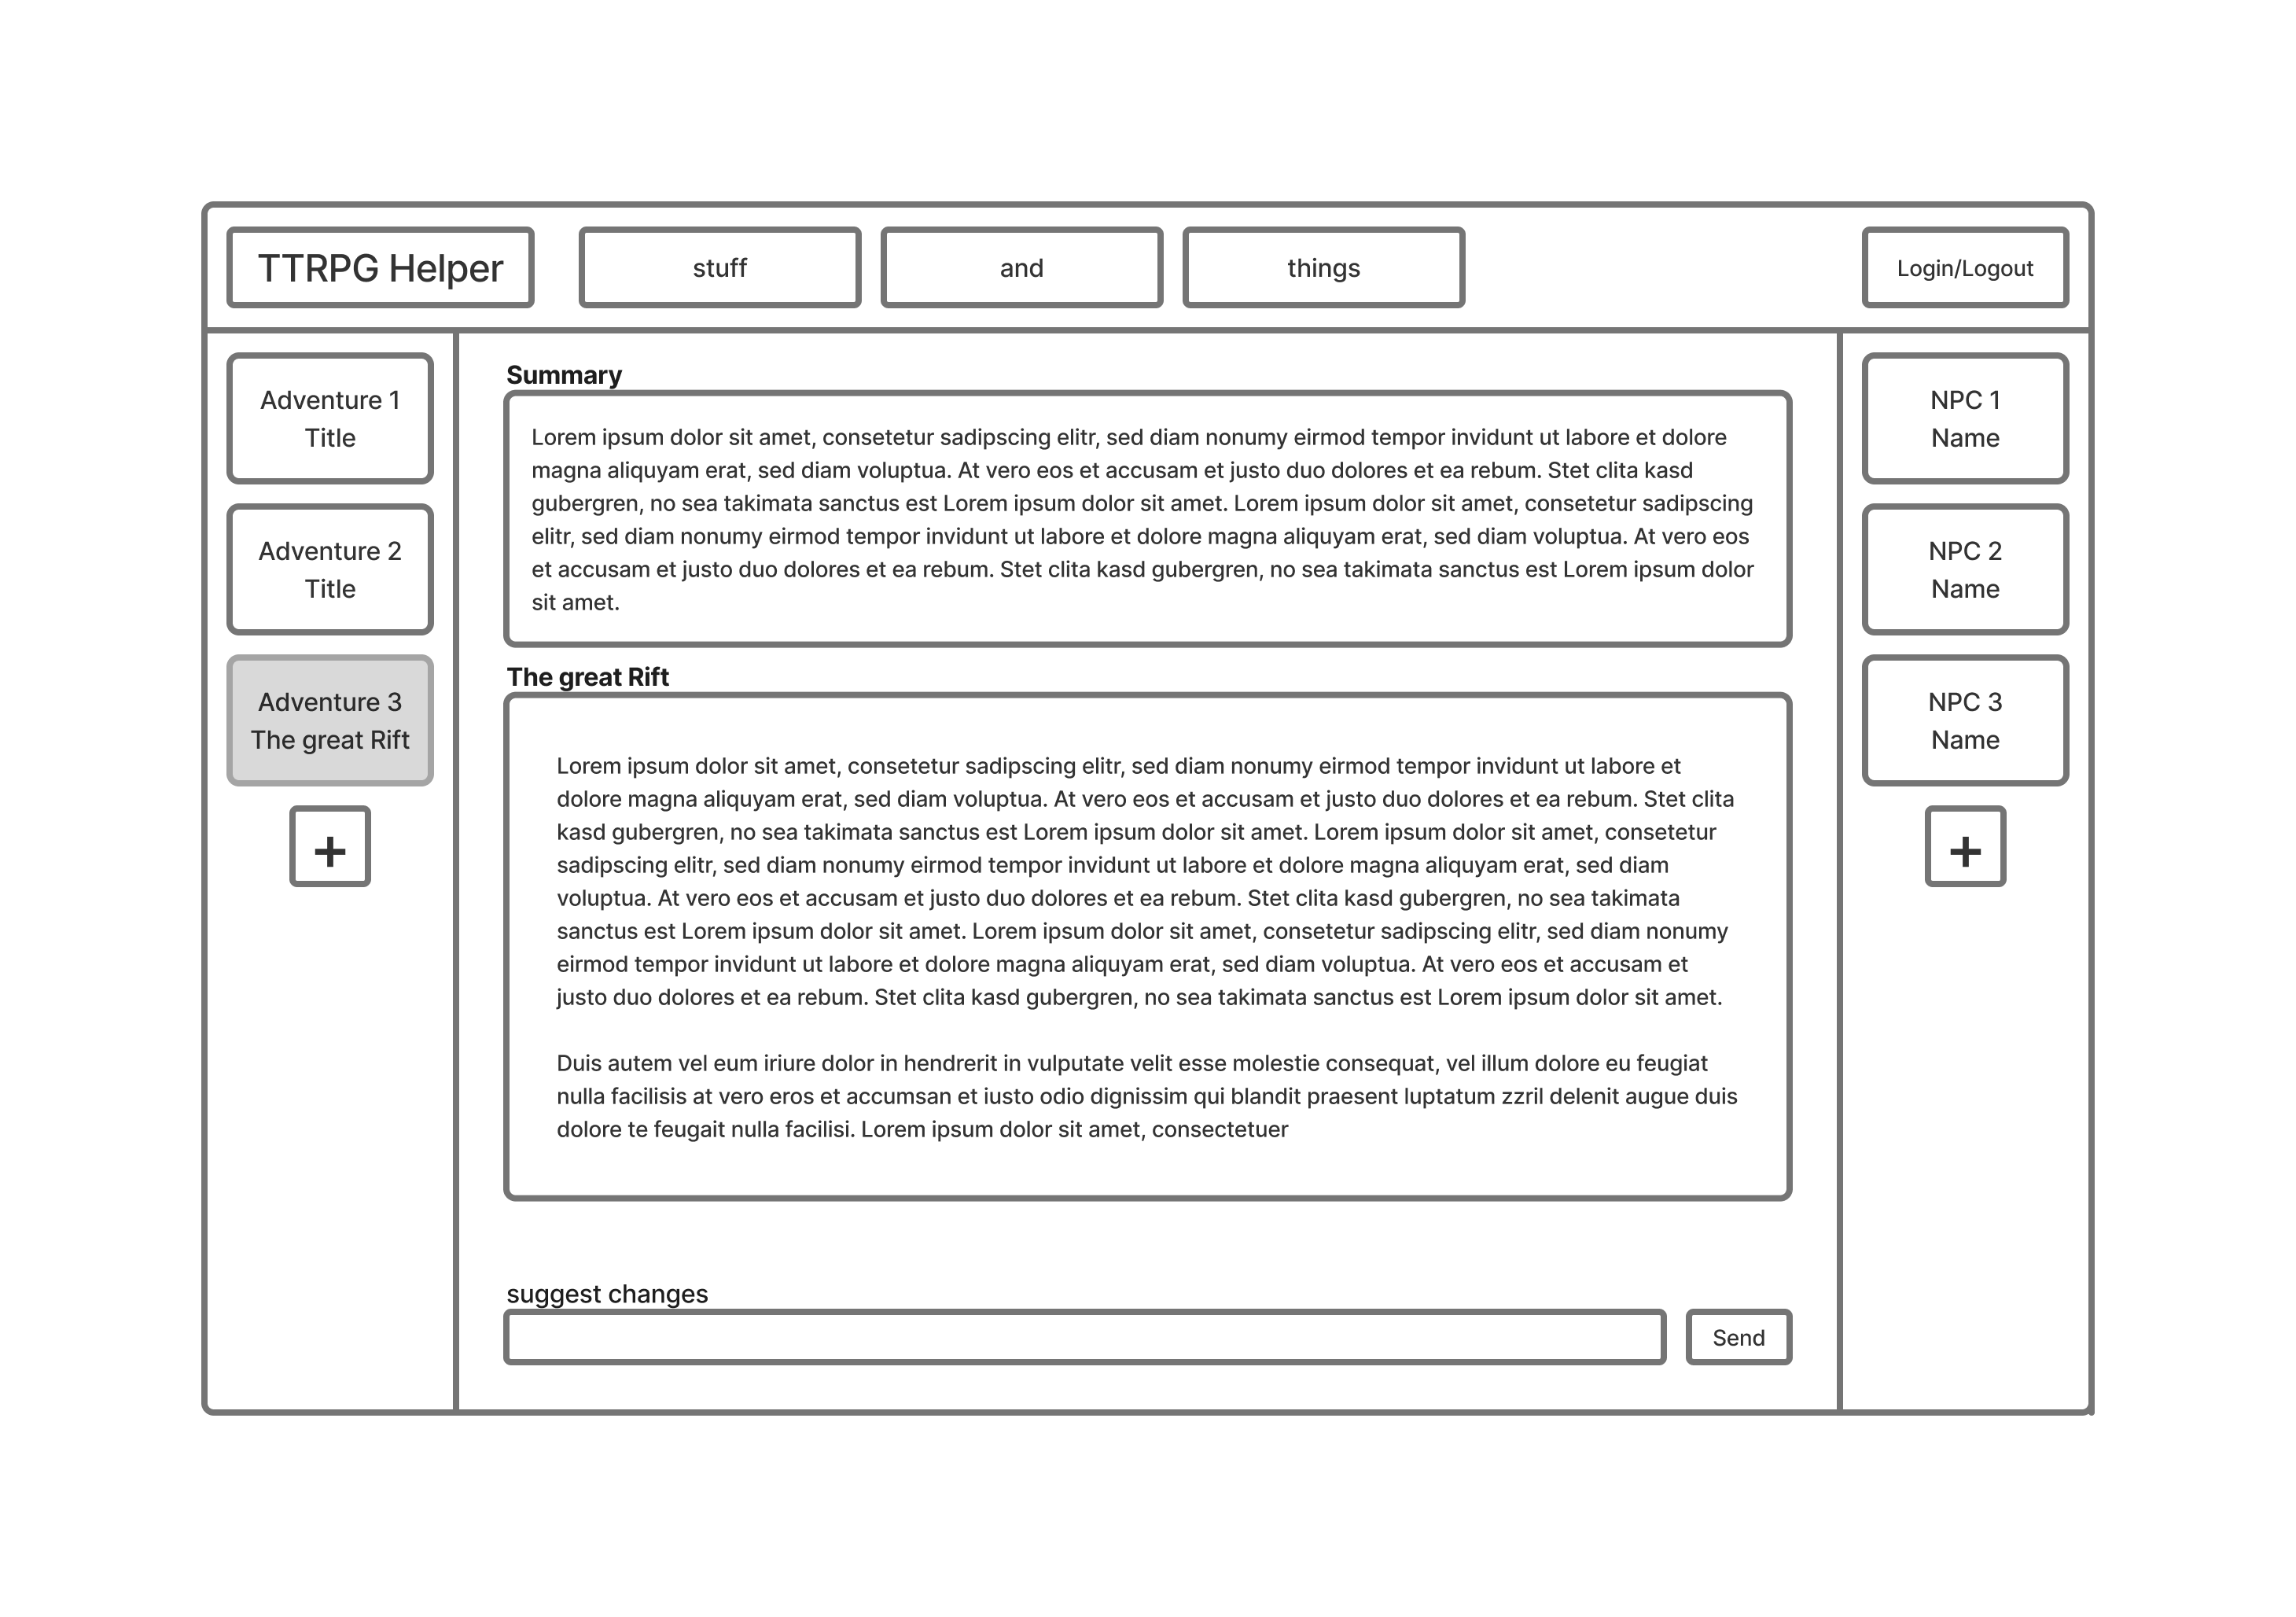 TTRPG Helper
stuff
and
things
Login/Logout
Adventure 1
Title
Adventure 2
Title
Adventure 3
The great Rift
+
Summary
Lorem ipsum dolor sit amet, consetetur sadipscing elitr, sed diam nonumy eirmod tempor invidunt ut labore et dolore
magna aliquyam erat, sed diam voluptua. At vero eos et accusam et justo duo dolores et ea rebum. Stet clita kasd
gubergren, no sea takimata sanctus est Lorem ipsum dolor sit amet. Lorem ipsum dolor sit amet, consetetur sadipscing
elitr, sed diam nonumy eirmod tempor invidunt ut labore et dolore magna aliquyam erat, sed diam voluptua. At vero eos
et accusam et justo duo dolores et ea rebum. Stet clita kasd gubergren, no sea takimata sanctus est Lorem ipsum dolor
sit amet.
The great Rift
Lorem ipsum dolor sit amet, consetetur sadipscing elitr, sed diam nonumy eirmod tempor invidunt ut labore et
dolore magna aliquyam erat, sed diam voluptua. At vero eos et accusam et justo duo dolores et ea rebum. Stet clita
kasd gubergren, no sea takimata sanctus est Lorem ipsum dolor sit amet. Lorem ipsum dolor sit amet, consetetur
sadipscing elitr, sed diam nonumy eirmod tempor invidunt ut labore et dolore magna aliquyam erat, sed diam
voluptua. At vero eos et accusam et justo duo dolores et ea rebum. Stet clita kasd gubergren, no sea takimata
sanctus est Lorem ipsum dolor sit amet. Lorem ipsum dolor sit amet, consetetur sadipscing elitr, sed diam nonumy
eirmod tempor invidunt ut labore et dolore magna aliquyam erat, sed diam voluptua. At vero eos et accusam et
justo duo dolores et ea rebum. Stet clita kasd gubergren, no sea takimata sanctus est Lorem ipsum dolor sit amet.
Duis autem vel eum iriure dolor in hendrerit in vulputate velit esse molestie consequat, vel illum dolore eu feugiat
nulla facilisis at vero eros et accumsan et iusto odio dignissim qui blandit praesent luptatum zzril delenit augue duis
dolore te feugait nulla facilisi. Lorem ipsum dolor sit amet, consectetuer
suggest changes
Send
NPC 1
Name
NPC 2
Name
NPC 3
Name
+